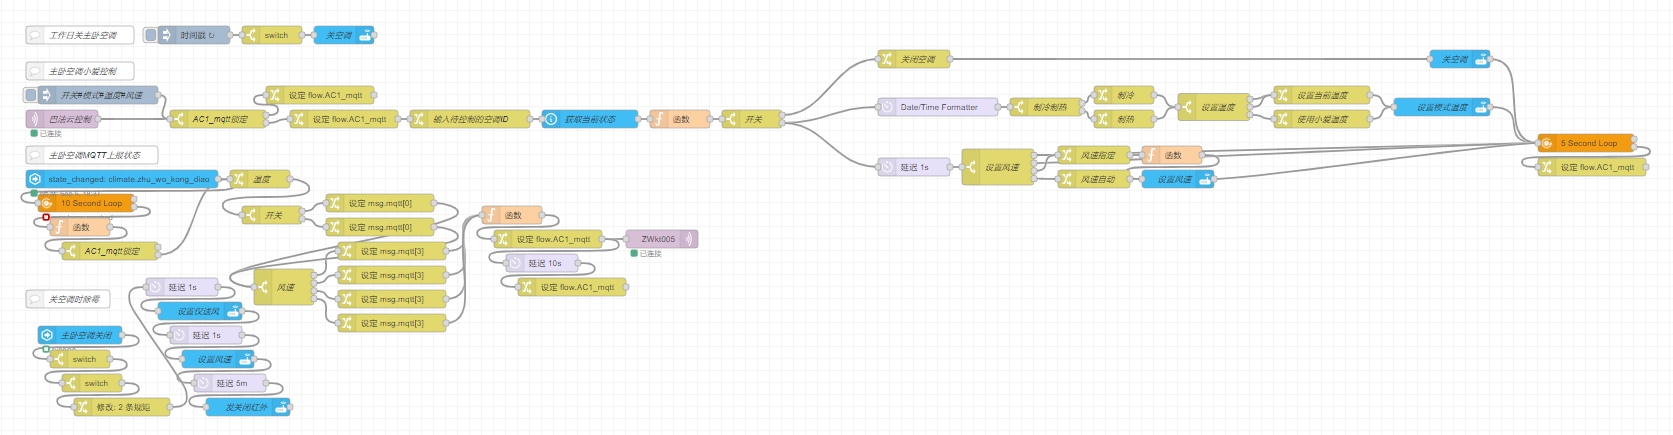 工作日关主卧空调
时间戳 ↻
switch
关空调
主卧空调小爱控制
开关#模式#温度#风速
设定 flow.AC1_mqtt
巴法云控制
已连接
AC1_mqtt锁定
设定 flow.AC1_mqtt
输入待控制的空调ID
获取当前状态
函数
开关
关闭空调
关空调
Date/Time Formatter
制冷制热
制冷
制热
设置温度
设置当前温度
使用小爱温度
设置模式温度
延迟 1s
设置风速
风速指定
函数
风速自动
设置风速
5 Second Loop
设定 flow.AC1_mqtt
主卧空调MQTT上报状态
state_changed: climate.zhu_wo_kong_diao
温度
10 Second Loop
函数
AC1_mqtt锁定
开关
设定 msg.mqtt[0]
设定 msg.mqtt[0]
设定 msg.mqtt[3]
风速
设定 msg.mqtt[3]
设定 msg.mqtt[3]
设定 msg.mqtt[3]
函数
设定 flow.AC1_mqtt
ZWkt005
已连接
延迟 10s
设定 flow.AC1_mqtt
关空调时除霉
主卧空调关闭
switch
switch
修改: 2 条规矩
延迟 1s
设置仅送风
延迟 1s
设置风速
延迟 5m
发关闭红外